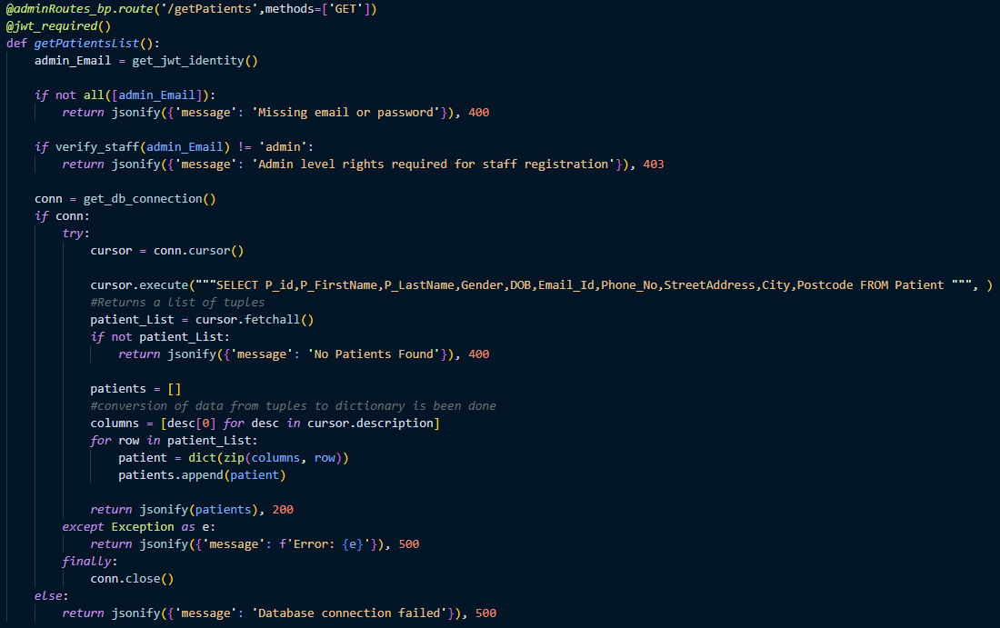 @adminRoutes_bp.route('/getPatients',methods=['GET'])
@jwt_required()
def getPatientsList():
    admin_Email = get_jwt_identity()

    if not all([admin_Email]):
        return jsonify({'message': 'Missing email or password'}), 400

    if verify_staff(admin_Email) != 'admin':
        return jsonify({'message': 'Admin level rights required for staff registration'}), 403

    conn = get_db_connection()
    if conn:
        try:
            cursor = conn.cursor()

            cursor.execute("""SELECT P_id,P_FirstName,P_LastName,Gender,DOB,Email_Id,Phone_No,StreetAddress,City,Postcode FROM Patient """, )
            #Returns a list of tuples
            patient_List = cursor.fetchall()
            if not patient_List:
                return jsonify({'message': 'No Patients Found'}), 400

            patients = []
            #conversion of data from tuples to dictionary is been done
            columns = [desc[0] for desc in cursor.description]
            for row in patient_List:
                patient = dict(zip(columns, row))
                patients.append(patient)

            return jsonify(patients), 200
        except Exception as e:
            return jsonify({'message': f'Error: {e}'}), 500
        finally:
            conn.close()
    else:
        return jsonify({'message': 'Database connection failed'}), 500